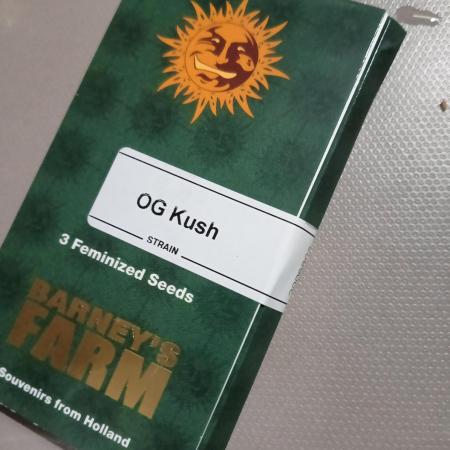 OG Kush
STRAIN
3 Feminized Seeds
BARNEY'S
FARM
Souvenirs from Holland